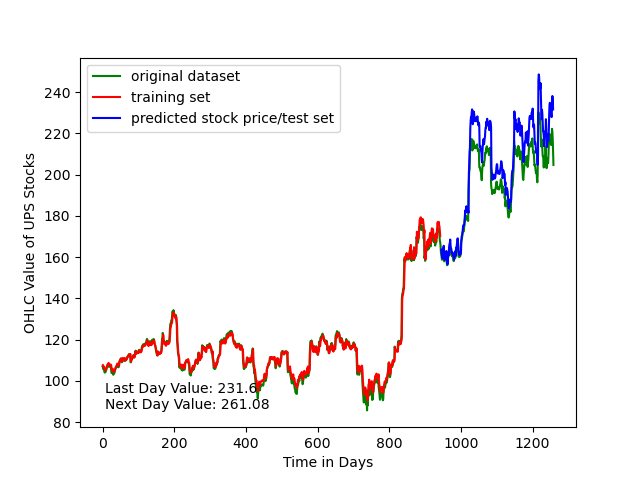 original dataset
training set
predicted stock price/test set
OHLC Value of UPS Stocks
240
220
200
180
160
140
120
100
80
Last Day Value: 231.6
Next Day Value: 261.08
0 200 400 600 800 1000 1200
Time in Days